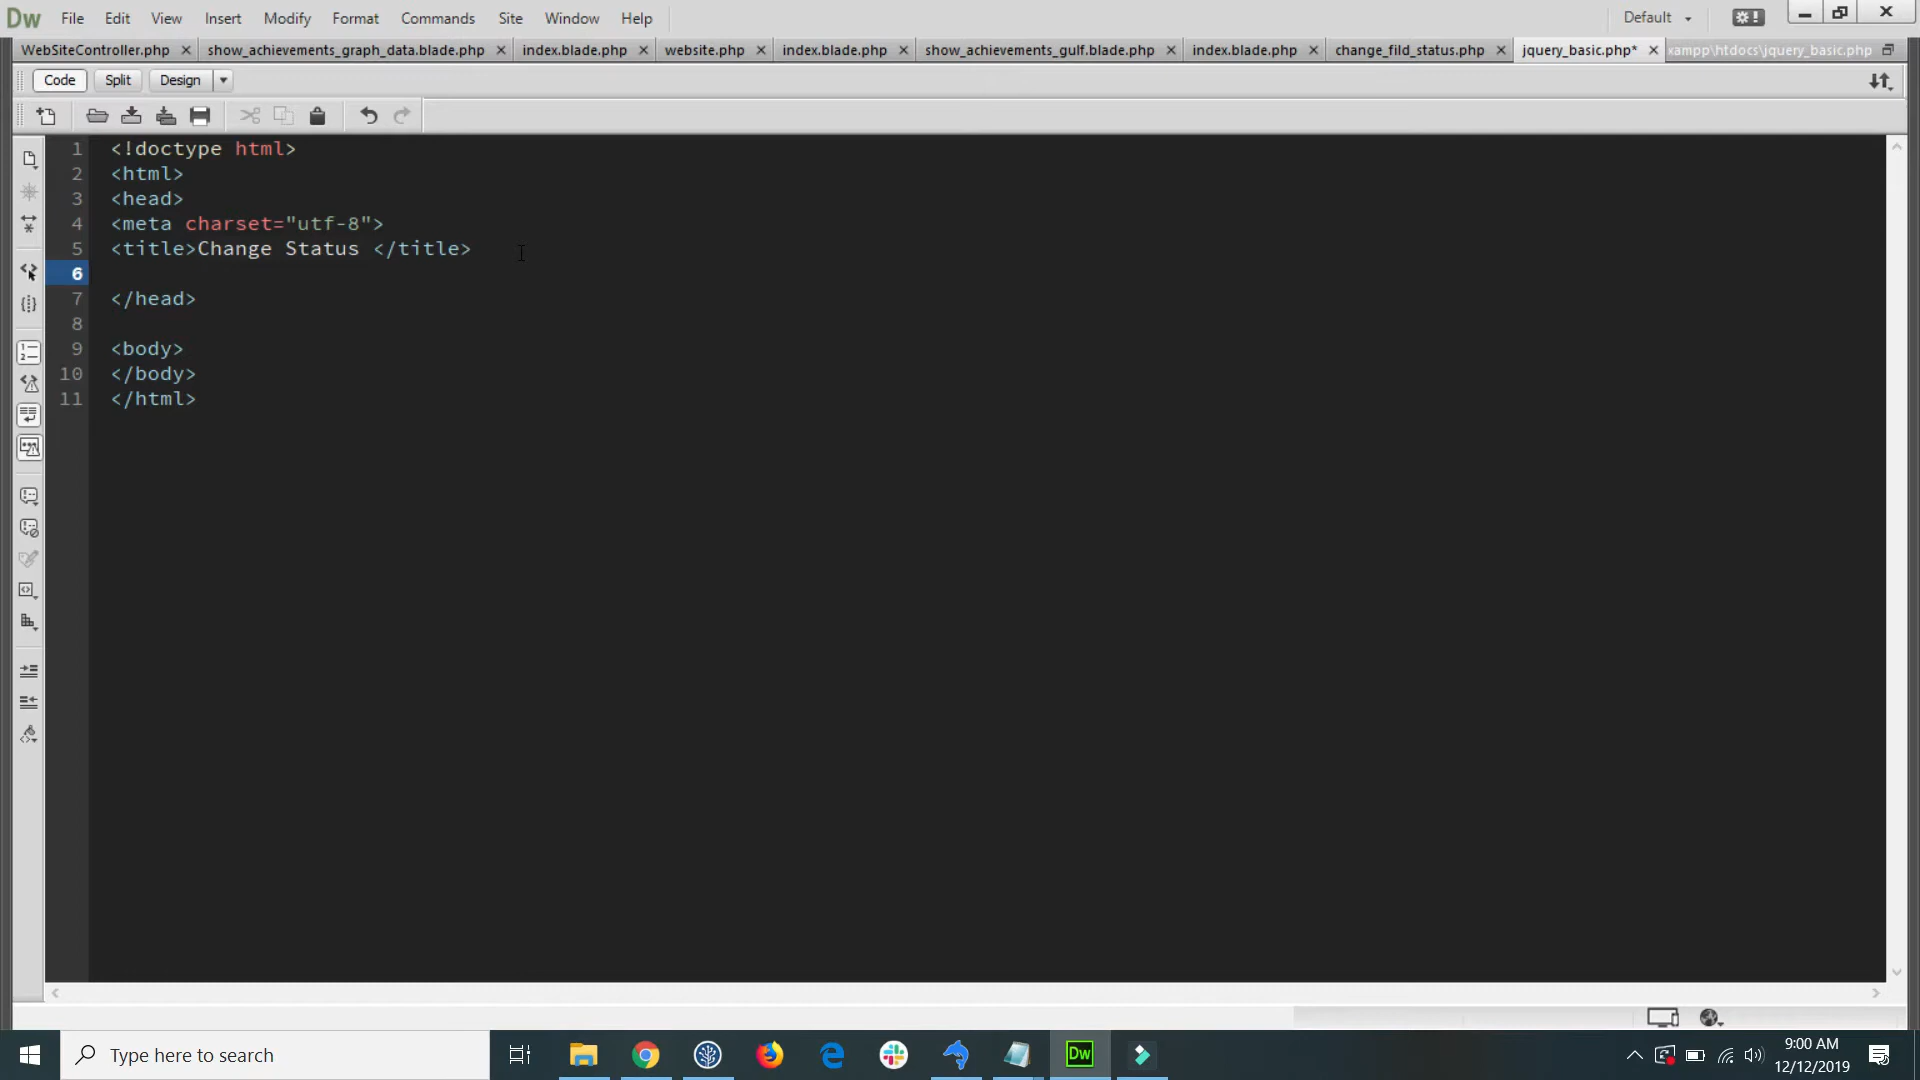 Dw File Edit View Insert Modify Format Commands Site Window Help Default
WebSiteController.php show_achievements_graph_data.blade.php index.blade.php website.php index.blade.php show_achievements_gulf.blade.php index.blade.php change_fild_status.php jquery_basic.php* xampp\htdocs\jquery_basic.php
Code Split Design
1 <!doctype html>
2 <html>
3 <head>
4 <meta charset="utf-8">
5 <title>Change Status </title>
6
7 </head>
8
9 <body>
10 </body>
11 </html>
Type here to search
Dw
9:00 AM
12/12/2019